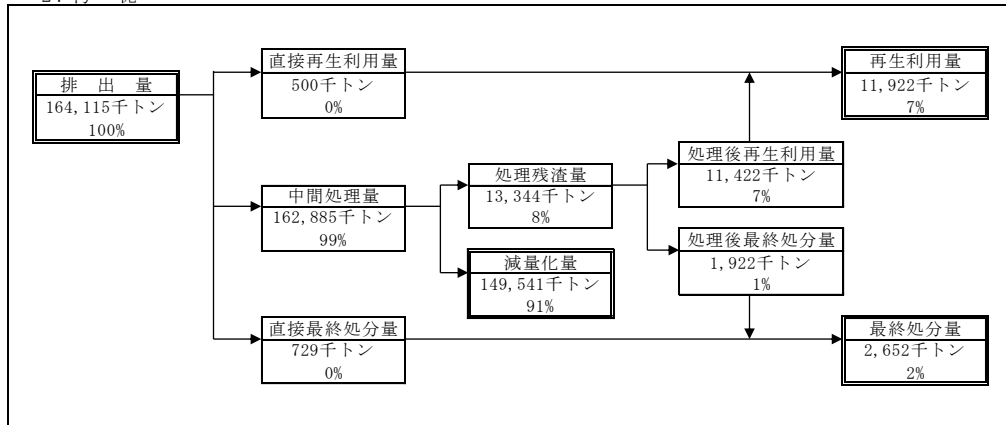 排出量
164,115千トン
100%
直接再生利用量
500千トン
0%
中間処理量
162,885千トン
99%
直接最終処分量
729千トン
0%
処理残渣量
13,344千トン
8%
減量化量
149,541千トン
91%
処理後再生利用量
11,422千トン
7%
処理後最終処分量
1,922千トン
1%
再生利用量
11,922千トン
7%
最終処分量
2,652千トン
2%